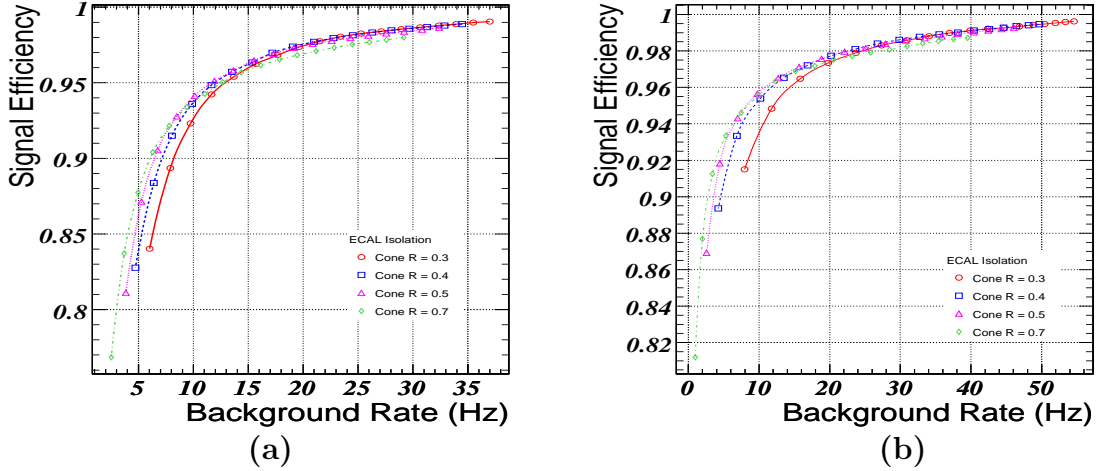 Signal Efficiency
1
0.95
0.9
0.85
0.8
ECAL Isolation
Cone R = 0.3
Cone R = 0.4
Cone R = 0.5
Cone R = 0.7
5 10 15 20 25 30 35
Background Rate (Hz)
(a)
Signal Efficiency
1
0.98
0.96
0.94
0.92
0.9
0.88
0.86
0.84
0.82
ECAL Isolation
Cone R = 0.3
Cone R = 0.4
Cone R = 0.5
Cone R = 0.7
0 10 20 30 40 50
Background Rate (Hz)
(b)